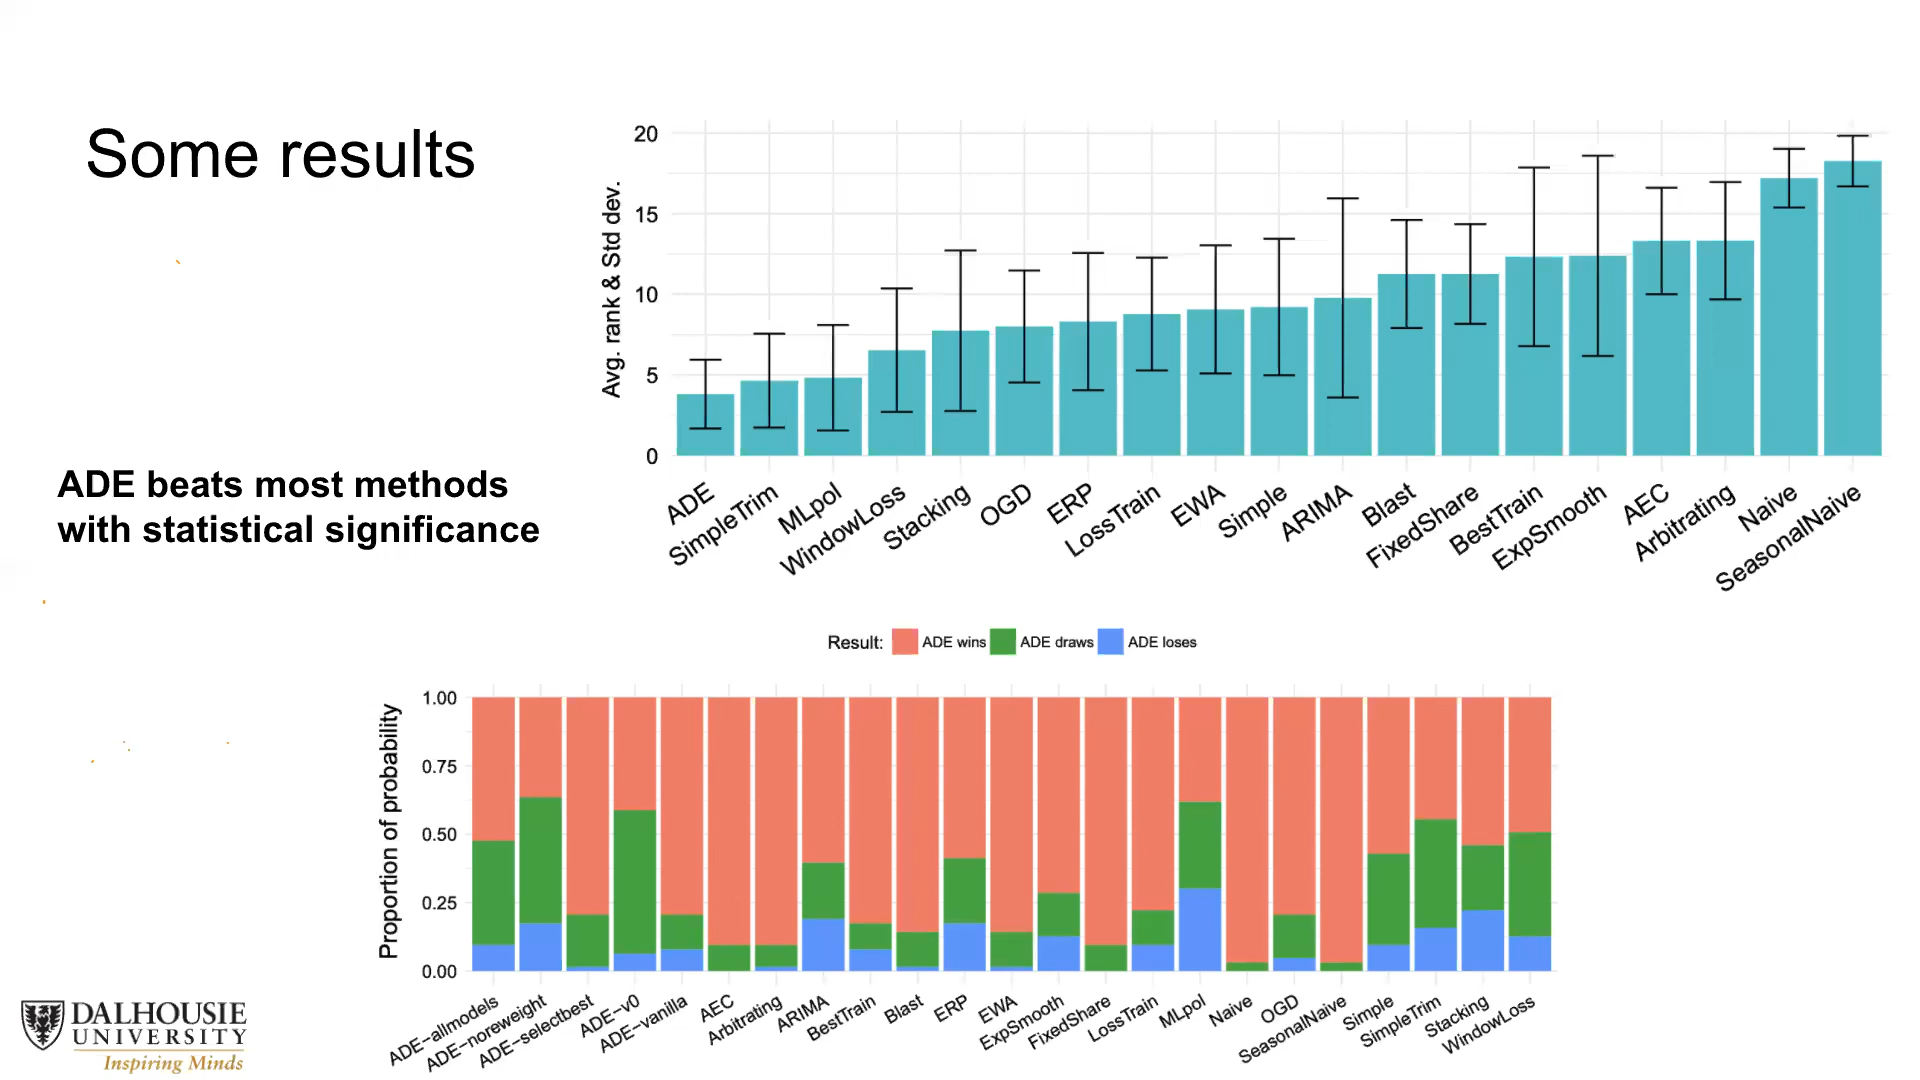 Some results
ADE beats most methods
with statistical significance
Avg. rank & Std dev.
20
15
10
5
0
ADE
SimpleTrim
MLpol
WindowLoss
Stacking
OGD
ERP
LossTrain
EWA
Simple
ARIMA
Blast
FixedShare
BestTrain
ExpSmooth
AEC
Arbitrating
Naive
SeasonalNaive
Result: ADE wins ADE draws ADE loses
Proportion of probability
1.00
0.75
0.50
0.25
0.00
ADE−allmodels
ADE−noreweight
ADE−selectbest
ADE−v0
ADE−vanilla
AEC
Arbitrating
ARIMA
BestTrain
Blast
ERP
EWA
ExpSmooth
FixedShare
LossTrain
MLpol
Naive
OGD
SeasonalNaive
Simple
SimpleTrim
Stacking
WindowLoss
DALHOUSIE
UNIVERSITY
Inspiring Minds